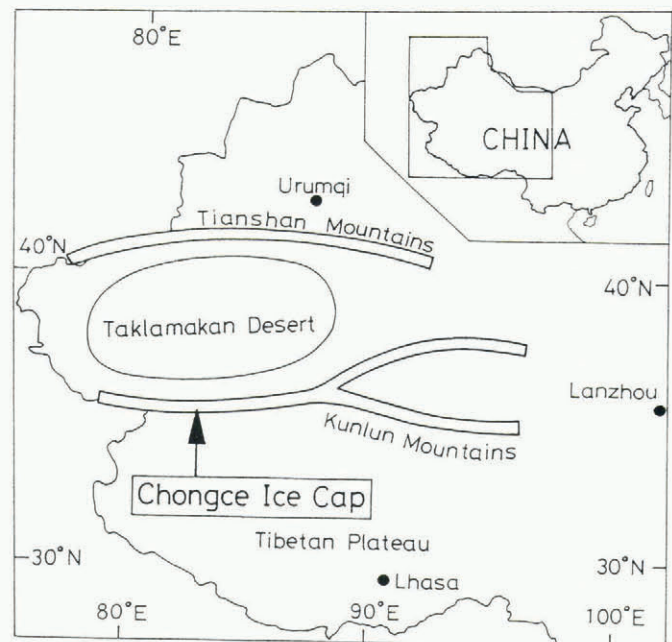 80°E
CHINA
Urumqi
Tianshan Mountains
40°N
40°N
Taklamakan Desert
Lanzhou
Kunlun Mountains
Chongce Ice Cap
Tibetan Plateau
30°N
30°N
Lhasa
80°E
90°E
100°E